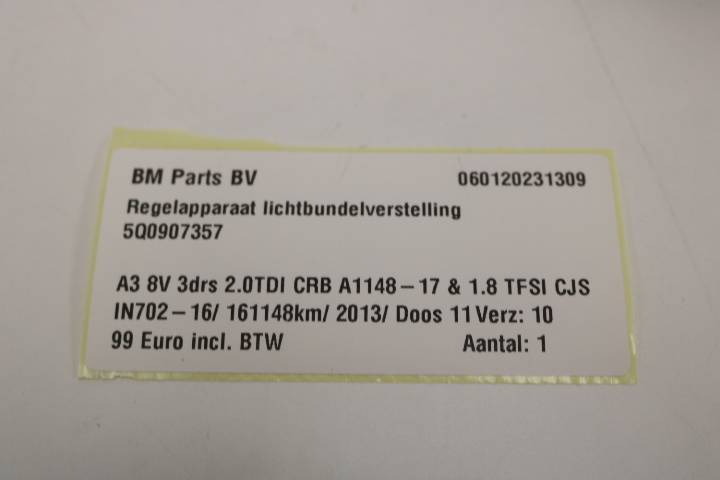 BM Parts BV 060120231309
Regelapparaat lichtbundelverstelling
5Q0907357
A3 8V 3drs 2.0TDI CRB A1148-17 & 1.8 TFSI CJS
IN702-16/ 161148km/ 2013/ Doos 11 Verz: 10
99 Euro incl. BTW Aantal: 1